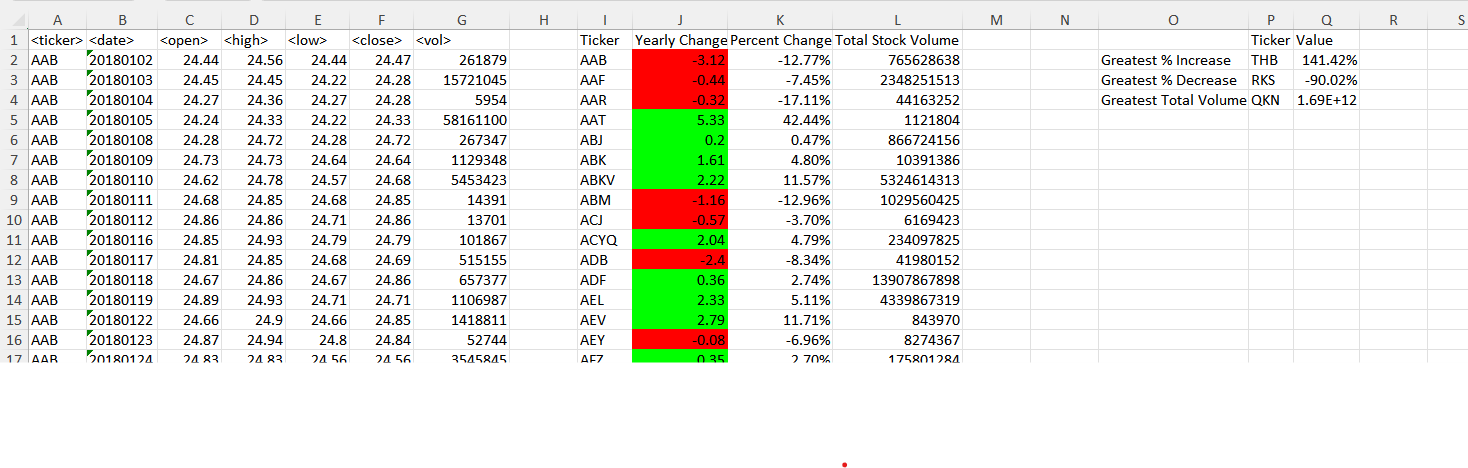 A B C D E F G H I J K L M N O P Q R S
1 <ticker> <date> <open> <high> <low> <close> <vol> Ticker Yearly Change Percent Change Total Stock Volume Ticker Value
2 AAB 20180102 24.44 24.56 24.44 24.47 261879 AAB -3.12 -12.77% 765628638 Greatest % Increase THB 141.42%
3 AAB 20180103 24.45 24.45 24.22 24.28 15721045 AAF -0.44 -7.45% 2348251513 Greatest % Decrease RKS -90.02%
4 AAB 20180104 24.27 24.36 24.27 24.28 5954 AAR -0.32 -17.11% 44163252 Greatest Total Volume QKN 1.69E+12
5 AAB 20180105 24.24 24.33 24.22 24.33 58161100 AAT 5.33 42.44% 1121804
6 AAB 20180108 24.28 24.72 24.28 24.72 267347 ABJ 0.2 0.47% 866724156
7 AAB 20180109 24.73 24.73 24.64 24.64 1129348 ABK 1.61 4.80% 10391386
8 AAB 20180110 24.62 24.78 24.57 24.68 5453423 ABKV 2.22 11.57% 5324614313
9 AAB 20180111 24.68 24.85 24.68 24.85 14391 ABM -1.16 -12.96% 1029560425
10 AAB 20180112 24.86 24.86 24.71 24.86 13701 ACJ -0.57 -3.70% 6169423
11 AAB 20180116 24.85 24.93 24.79 24.79 101867 ACYQ 2.04 4.79% 234097825
12 AAB 20180117 24.81 24.85 24.68 24.69 515155 ADB -2.4 -8.34% 41980152
13 AAB 20180118 24.67 24.86 24.67 24.86 657377 ADF 0.36 2.74% 13907867898
14 AAB 20180119 24.89 24.93 24.71 24.71 1106987 AEL 2.33 5.11% 4339867319
15 AAB 20180122 24.66 24.9 24.66 24.85 1418811 AEV 2.79 11.71% 843970
16 AAB 20180123 24.87 24.94 24.8 24.84 52744 AEY -0.08 -6.96% 8274367
17 AAB 20180124 24.83 24.83 24.56 24.56 3545845 AFZ 0.35 2.70% 175801284